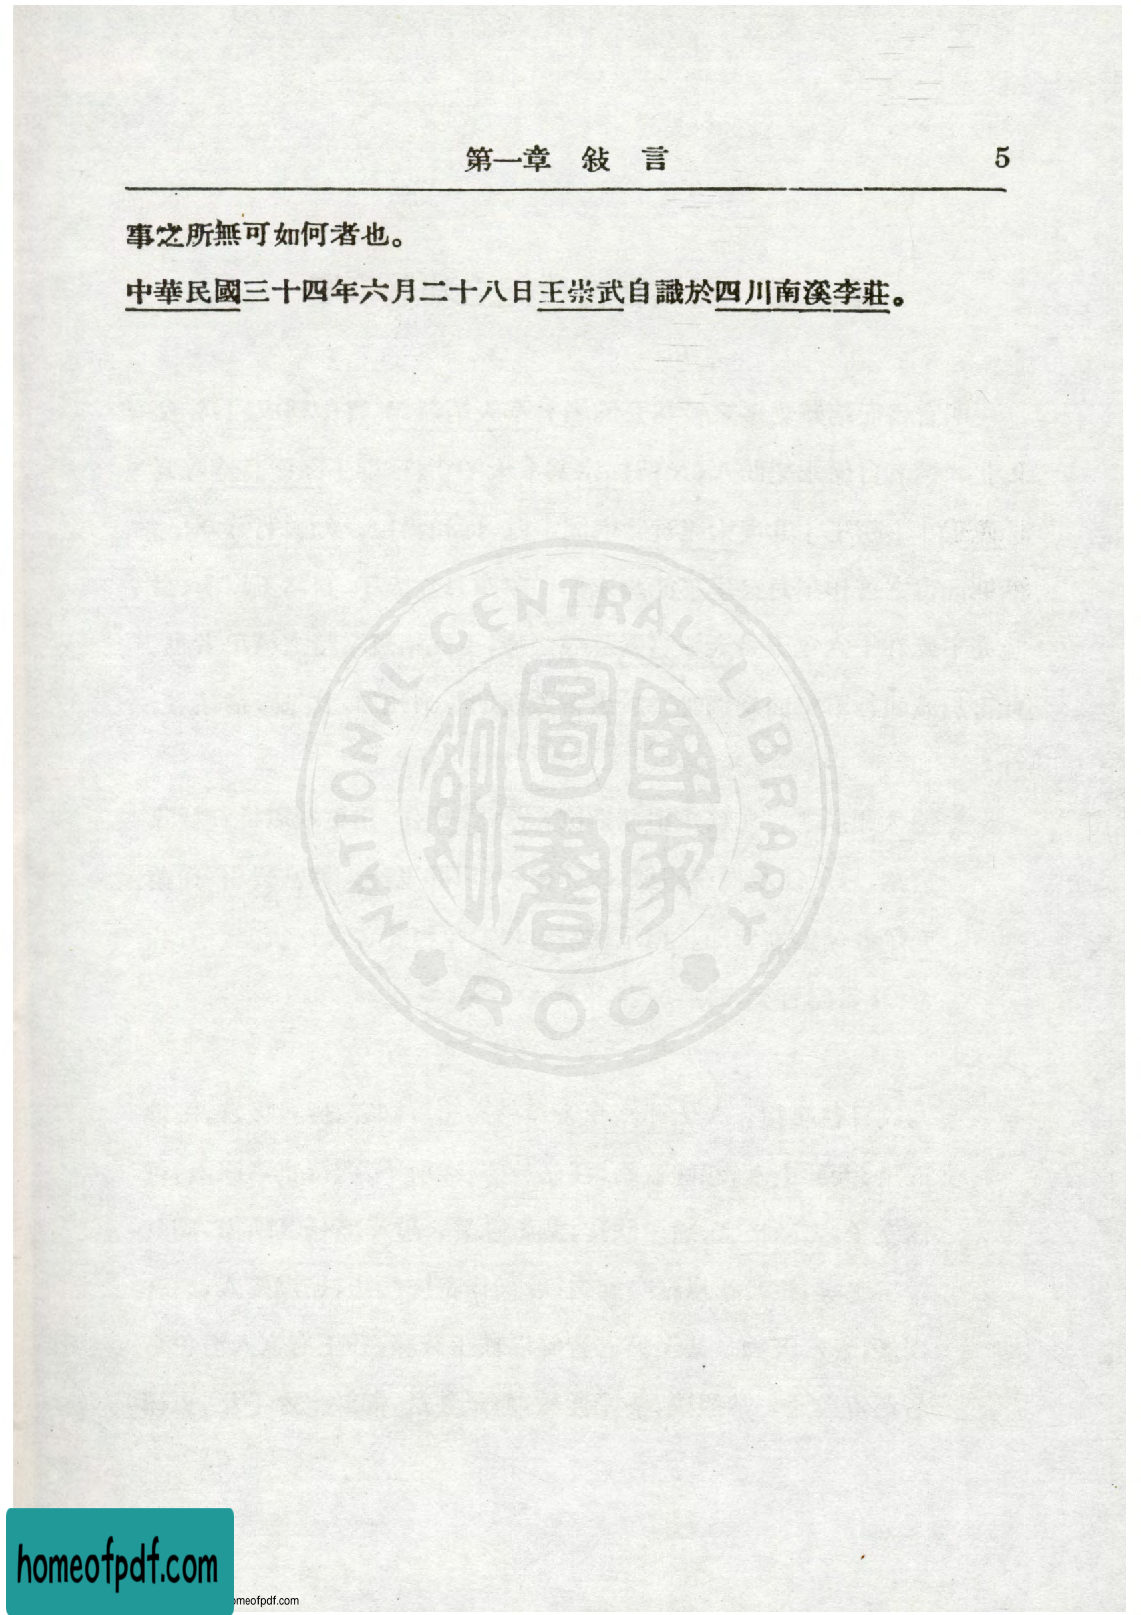 第一章 敍言 5
事之所無可如何者也。
中華民國三十四年六月二十八日王崇武自識於四川南溪李莊。
NATIONAL CENTRAL LIBRARY
國家圖書館
ROC
homeofpdf.com
omeofpdf.com